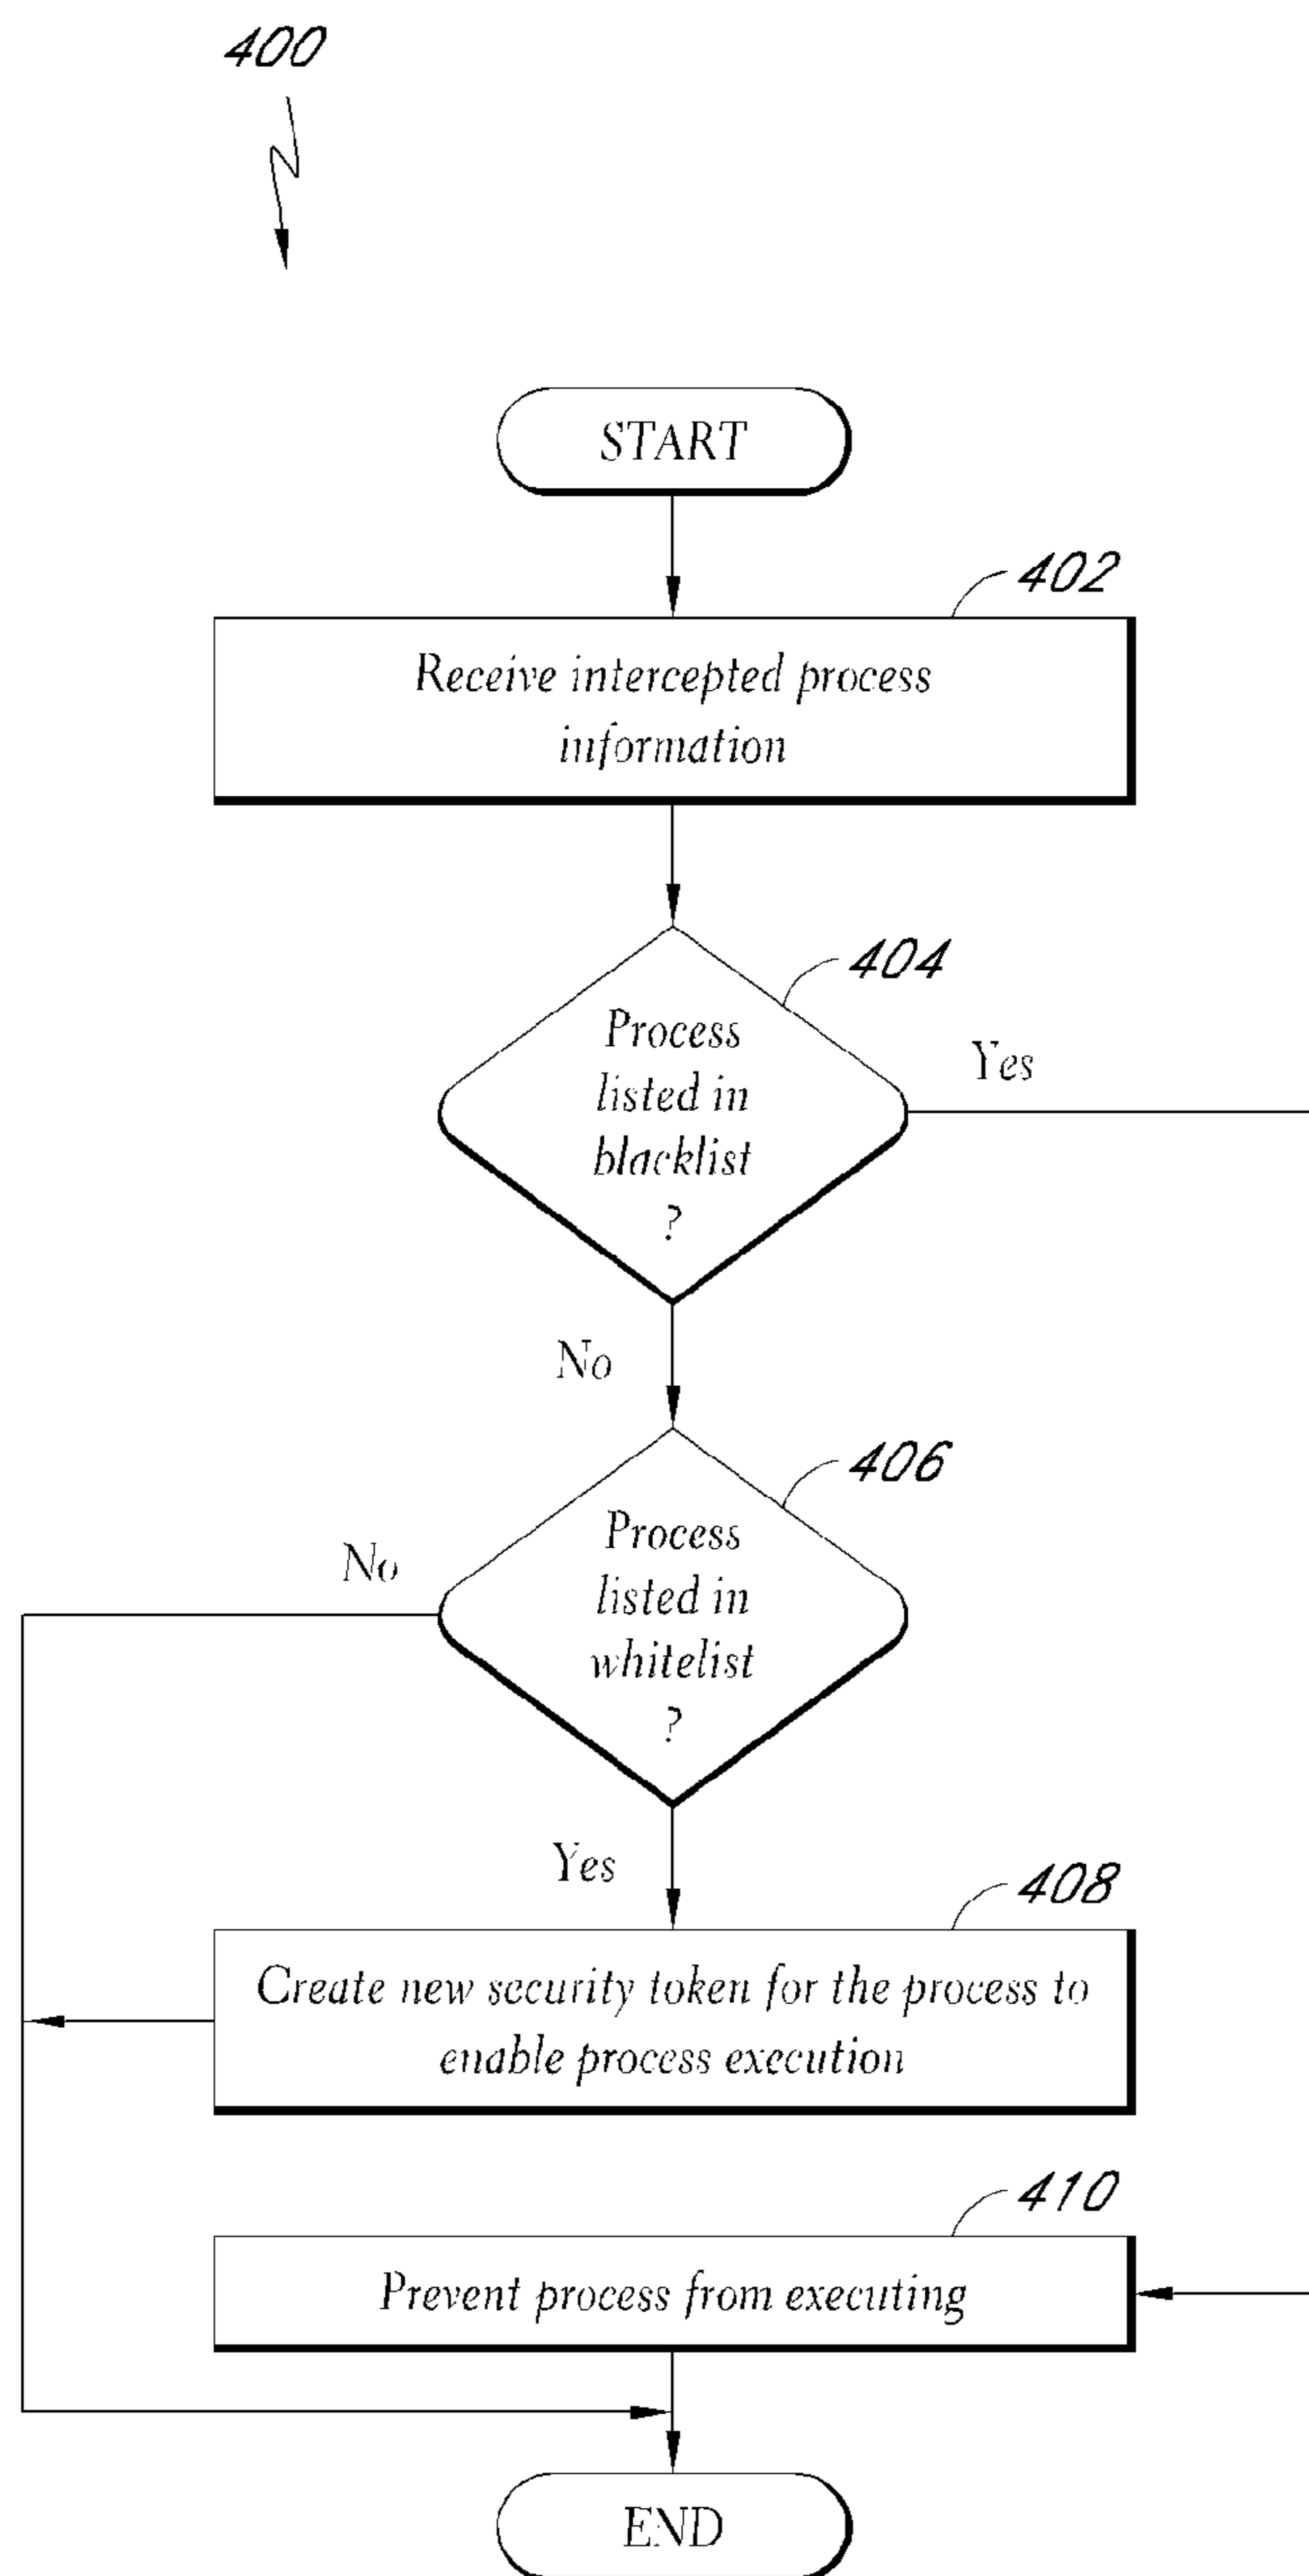 400
START
402
Receive intercepted process
information
404
Process
listed in
blacklist
?
Yes
No
406
Process
listed in
whitelist
?
No
Yes
408
Create new security token for the process to
enable process execution
410
Prevent process from executing
END